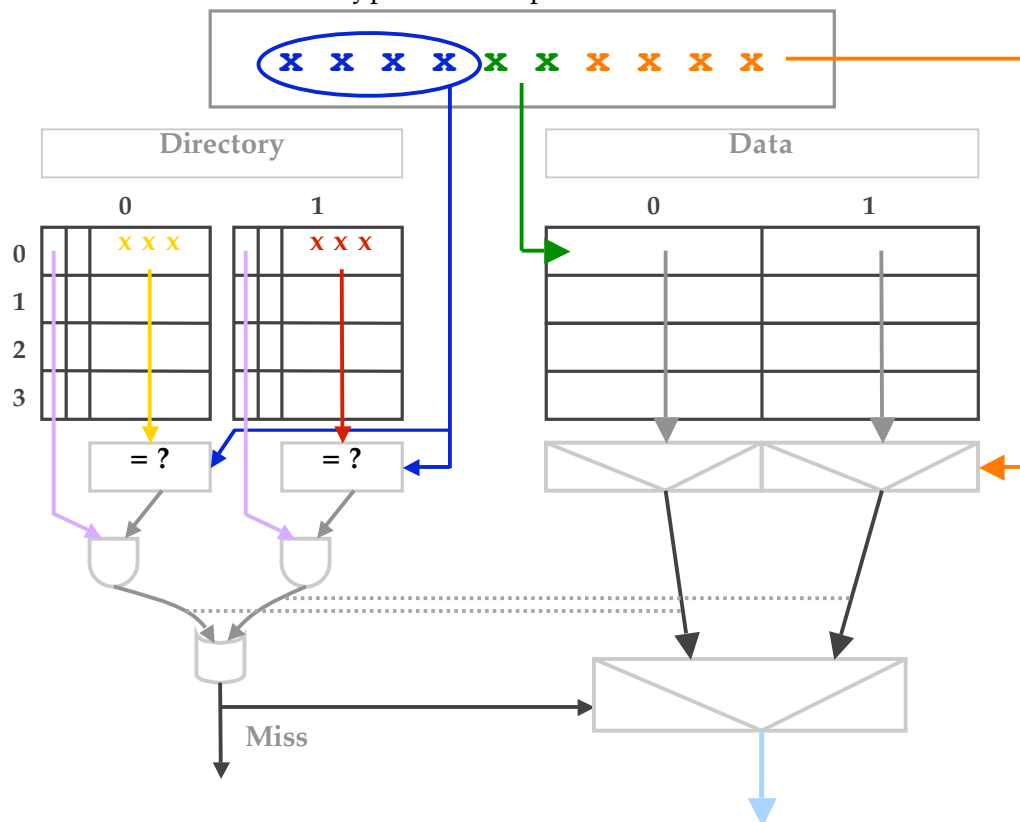 x x x x x x x x x x
Directory Data
0 1 0 1
0 x x x x x x
1
2
3
= ? = ?
Miss